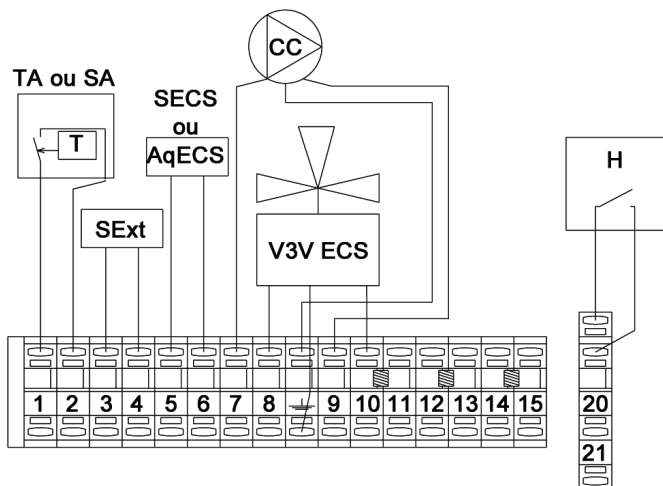 CC
TA ou SA
T
SECS
ou
AqECS
SExt
V3V ECS
H
1 2 3 4 5 6 7 8 9 10 11 12 13 14 15
20
21